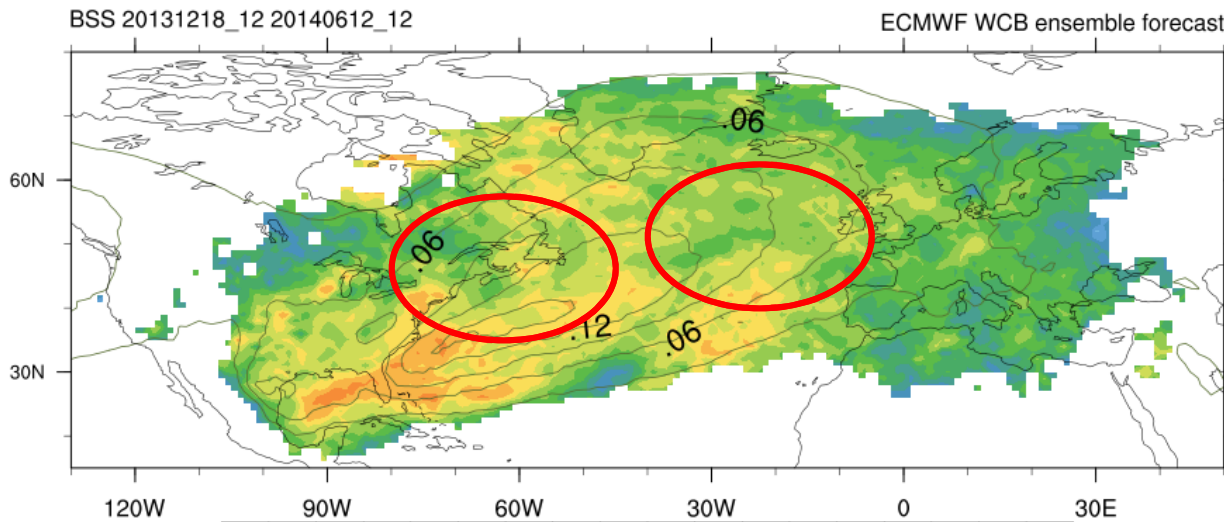 BSS 20131218_12 20140612_12
ECMWF WCB ensemble forecast
.06
60N
.06
.12
.06
30N
120W 90W 60W 30W 0 30E